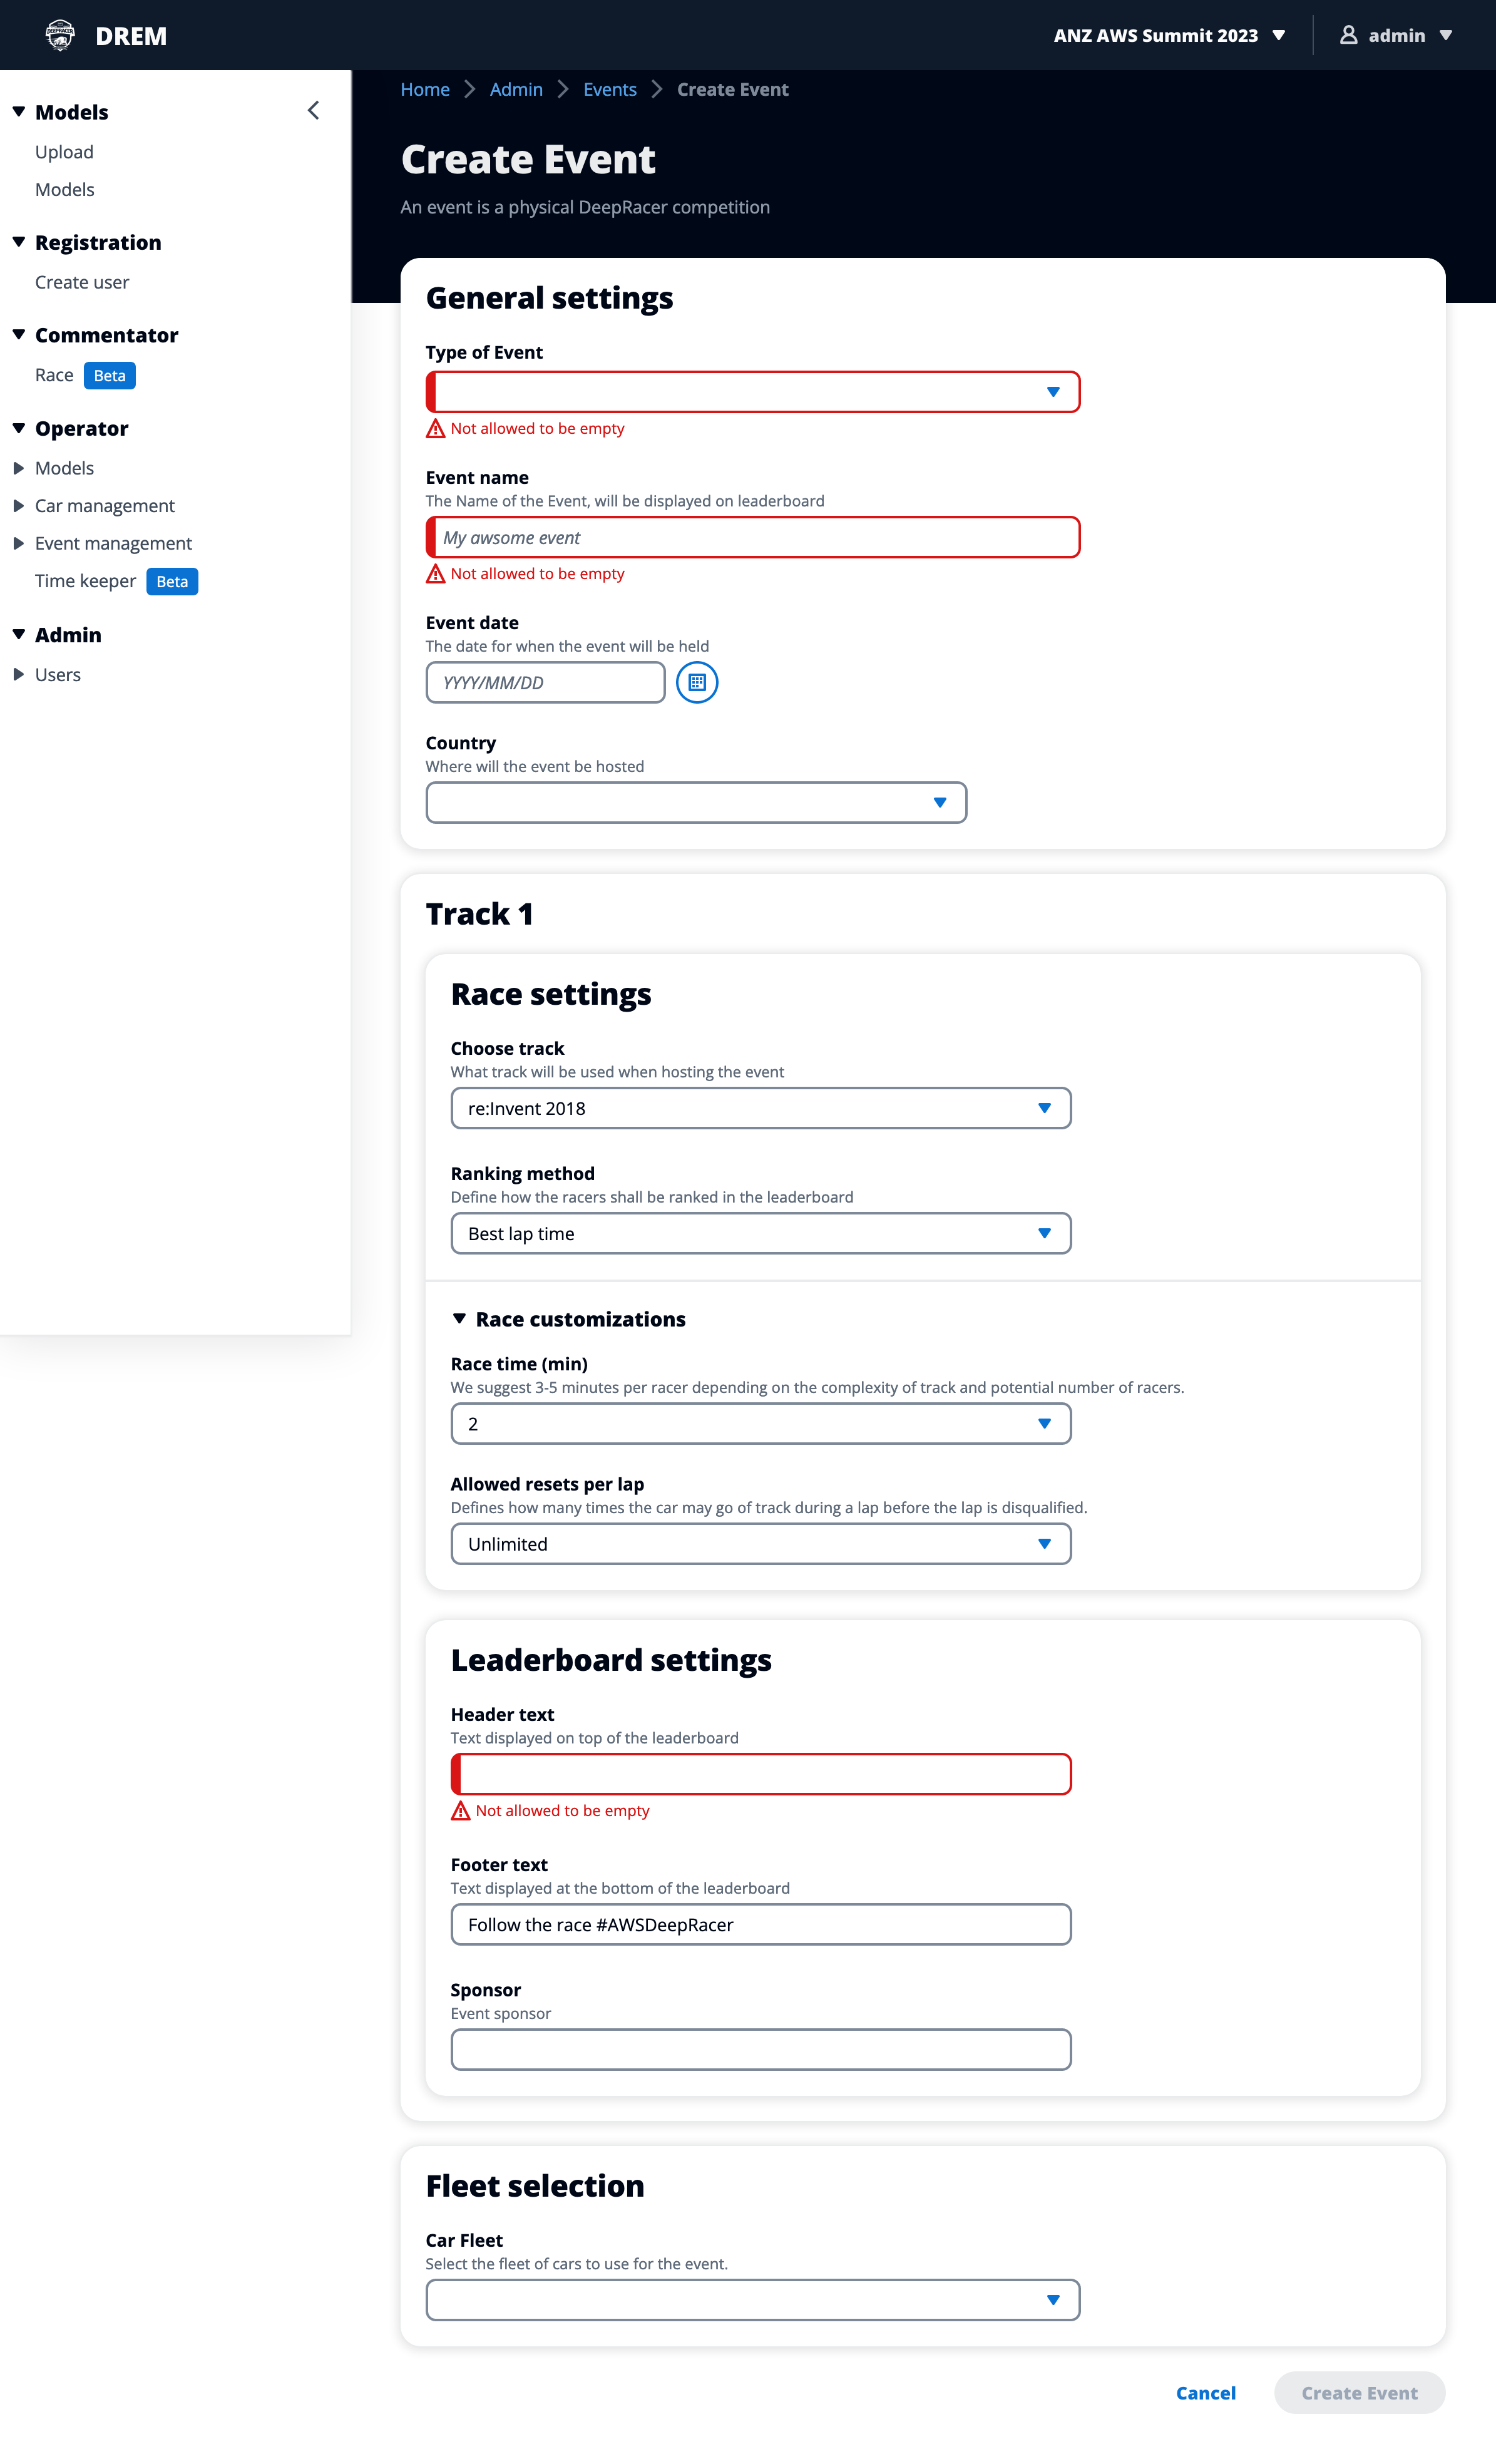 DREM
ANZ AWS Summit 2023
admin
Models
Upload
Models
Registration
Create user
Commentator
Race Beta
Operator
Models
Car management
Event management
Time keeper Beta
Admin
Users
Home Admin Events Create Event
Create Event
An event is a physical DeepRacer competition
General settings
Type of Event
Not allowed to be empty
Event name
The Name of the Event, will be displayed on leaderboard
My awsome event
Not allowed to be empty
Event date
The date for when the event will be held
YYYY/MM/DD
Country
Where will the event be hosted
Track 1
Race settings
Choose track
What track will be used when hosting the event
re:Invent 2018
Ranking method
Define how the racers shall be ranked in the leaderboard
Best lap time
Race customizations
Race time (min)
We suggest 3-5 minutes per racer depending on the complexity of track and potential number of racers.
2
Allowed resets per lap
Defines how many times the car may go of track during a lap before the lap is disqualified.
Unlimited
Leaderboard settings
Header text
Text displayed on top of the leaderboard
Not allowed to be empty
Footer text
Text displayed at the bottom of the leaderboard
Follow the race #AWSDeepRacer
Sponsor
Event sponsor
Fleet selection
Car Fleet
Select the fleet of cars to use for the event.
Cancel
Create Event